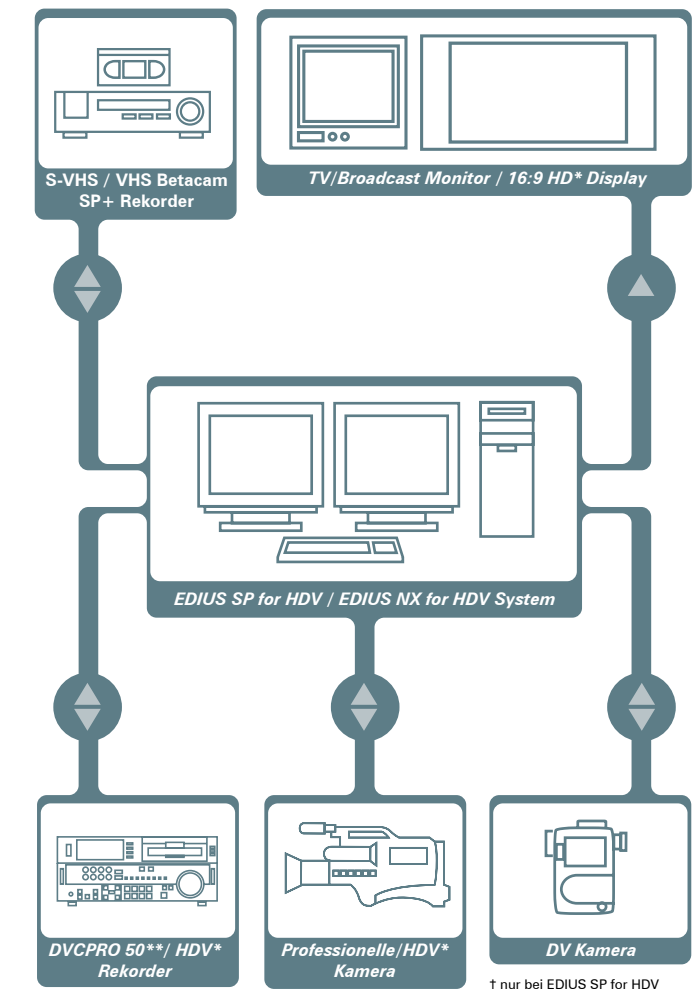 S-VHS / VHS Betacam
SP+ Rekorder
TV/Broadcast Monitor / 16:9 HD* Display
EDIUS SP for HDV / EDIUS NX for HDV System
DVCPRO 50**/ HDV*
Rekorder
Professionelle/HDV*
Kamera
DV Kamera
† nur bei EDIUS SP for HDV